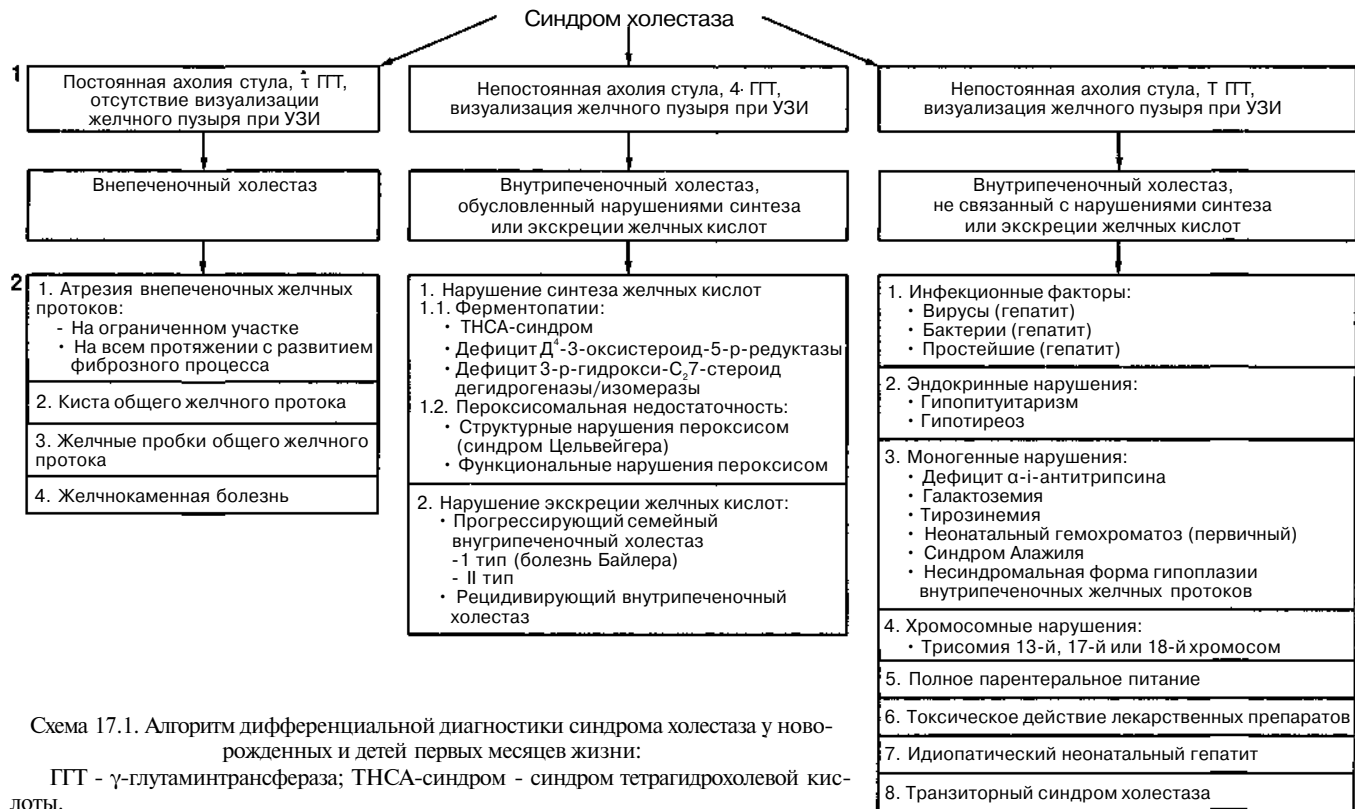 Синдром холестаза
1
Постоянная ахолия стула, τ ГГТ,
отсутствие визуализации
желчного пузыря при УЗИ
Непостоянная ахолия стула, 4· ГГТ,
визуализация желчного пузыря при УЗИ
Непостоянная ахолия стула, Т ГГТ,
визуализация желчного пузыря при УЗИ
Внепеченочный холестаз
Внутрипеченочный холестаз,
обусловленный нарушениями синтеза
или экскреции желчных кислот
Внутрипеченочный холестаз,
не связанный с нарушениями синтеза
или экскреции желчных кислот
2
1. Атрезия внепеченочных желчных
протоков:
- На ограниченном участке
· На всем протяжении с развитием
фиброзного процесса
2. Киста общего желчного протока
3. Желчные пробки общего желчного
протока
4. Желчнокаменная болезнь
1. Нарушение синтеза желчных кислот
1.1. Ферментопатии:
· ТНСА-синдром
· Дефицит Д⁴-3-оксистероид-5-р-редуктазы
· Дефицит 3-р-гидрокси-С₂7-стероид
дегидрогенаэы/изомеразы
1.2. Пероксисомальная недостаточность:
· Структурные нарушения пероксисом
(синдром Цельвейгера)
· Функциональные нарушения пероксисом
2. Нарушение экскреции желчных кислот:
· Прогрессирующий семейный
внугрипеченочный холестаз
-1 тип (болезнь Байлера)
- II тип
· Рецидивирующий внутрипеченочный
холестаз
1. Инфекционные факторы:
· Вирусы (гепатит)
· Бактерии (гепатит)
· Простейшие (гепатит)
2. Эндокринные нарушения:
· Гипопитуитаризм
· Гипотиреоз
3. Моногенные нарушения:
· Дефицит α-i-антитрипсина
· Галактоземия
· Тирозинемия
· Неонатальный гемохроматоз (первичный)
· Синдром Алажиля
· Несиндромальная форма гипоплазии
внутрипеченочных желчных протоков
4. Хромосомные нарушения:
· Трисомия 13-й, 17-й или 18-й хромосом
5. Полное парентеральное питание
6. Токсическое действие лекарственных препаратов
7. Идиопатический неонатальный гепатит
8. Транзиторный синдром холестаза
Схема 17.1. Алгоритм дифференциальной диагностики синдрома холестаза у ново-
рожденных и детей первых месяцев жизни:
ГГТ - γ-глутаминтрансфераза; ТНСА-синдром - синдром тетрагидрохолевой кис-
лоты.